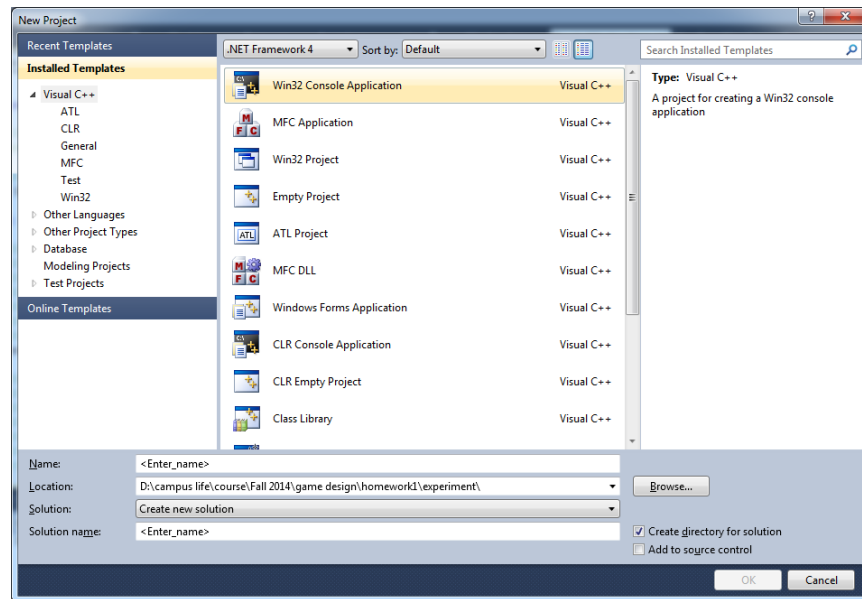 New Project
Recent Templates
.NET Framework 4 Sort by: Default
Search Installed Templates
Installed Templates
Visual C++
ATL
CLR
General
MFC
Test
Win32
Other Languages
Other Project Types
Database
Modeling Projects
Test Projects
Online Templates
Win32 Console Application Visual C++
MFC Application Visual C++
Win32 Project Visual C++
Empty Project Visual C++
ATL Project Visual C++
MFC DLL Visual C++
Windows Forms Application Visual C++
CLR Console Application Visual C++
CLR Empty Project Visual C++
Class Library Visual C++
Type: Visual C++
A project for creating a Win32 console
application
Name: <Enter_name>
Location: D:\campus life\course\Fall 2014\game design\homework1\experiment\ Browse...
Solution: Create new solution
Solution name: <Enter_name>
Create directory for solution
Add to source control
OK Cancel